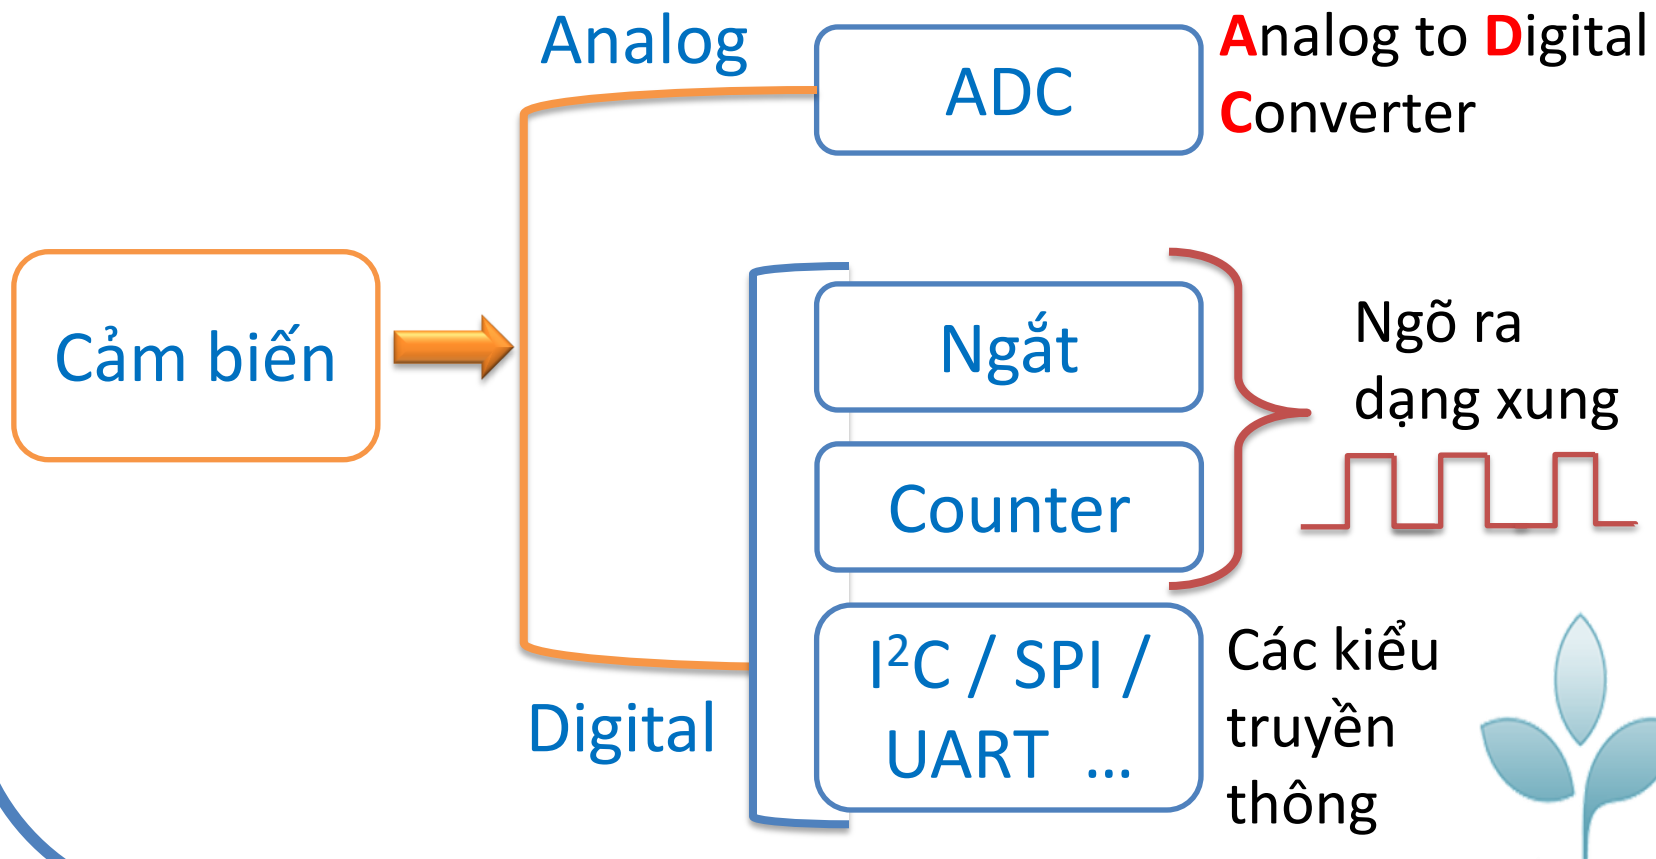 Analog
ADC
Analog to Digital
Converter
Cảm biến
Ngắt
Counter
Ngõ ra
dạng xung
Digital
I²C / SPI /
UART ...
Các kiểu
truyền
thông